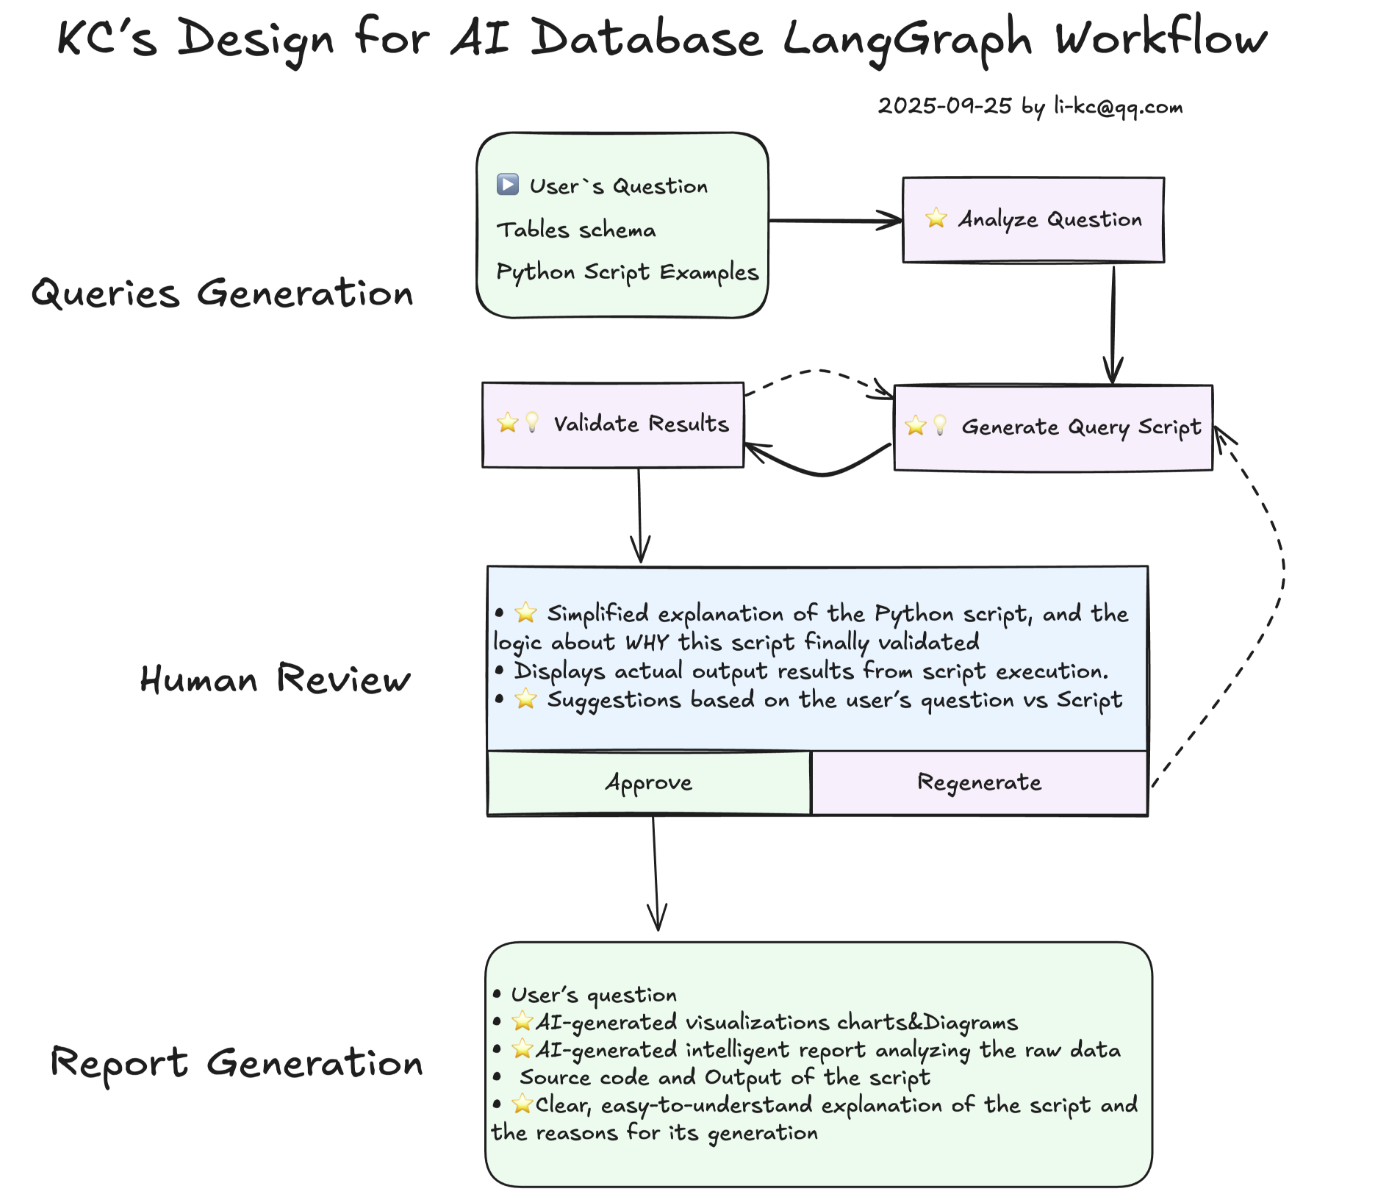 KC's Design for AI Database LangGraph Workflow
2025-09-25 by li-kc@qq.com
User`s Question
Tables schema
Python Script Examples
Analyze Question
Queries Generation
Validate Results
Generate Query Script
• Simplified explanation of the Python script, and the
logic about WHY this script finally validated
• Displays actual output results from script execution.
• Suggestions based on the user's question vs Script
Human Review
Approve
Regenerate
• User's question
• AI-generated visualizations charts&Diagrams
• AI-generated intelligent report analyzing the raw data
• Source code and Output of the script
• Clear, easy-to-understand explanation of the script and
the reasons for its generation
Report Generation